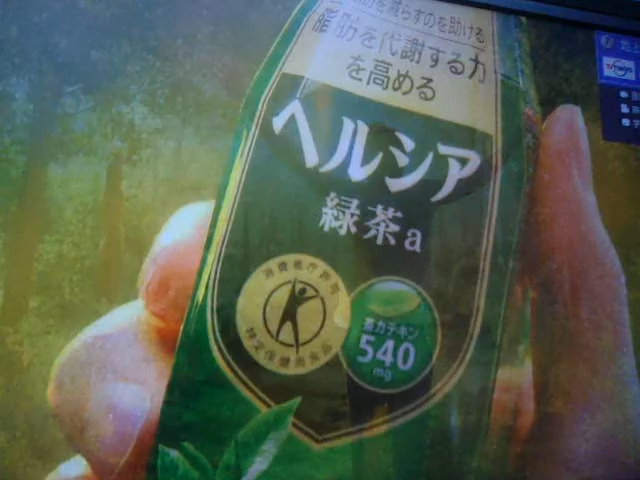 脂肪を減らすのを助ける
脂肪を代謝する力
を高める
ヘルシア
緑茶a
消費者庁許可
特定保健用食品
茶カテキン
540
mg